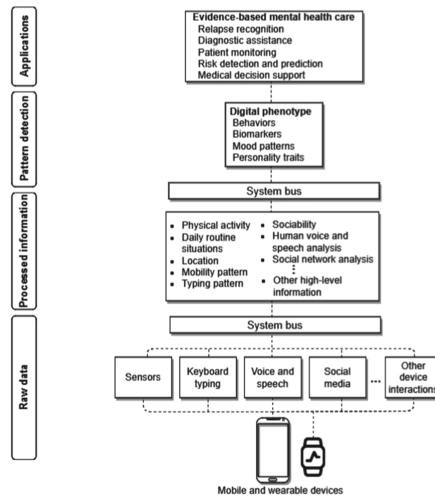 Applications
Evidence-based mental health care
Relapse recognition
Diagnostic assistance
Patient monitoring
Risk detection and prediction
Medical decision support
Pattern detection
Digital phenotype
Behaviors
Biomarkers
Mood patterns
Personality traits
System bus
Processed information
• Physical activity
• Daily routine
situations
• Location
• Mobility pattern
• Typing pattern
• Sociability
• Human voice and
speech analysis
• Social network analysis
• Other high-level
information
System bus
Raw data
Sensors
Keyboard
typing
Voice and
speech
Social
media
...
Other
device
interactions
Mobile and wearable devices